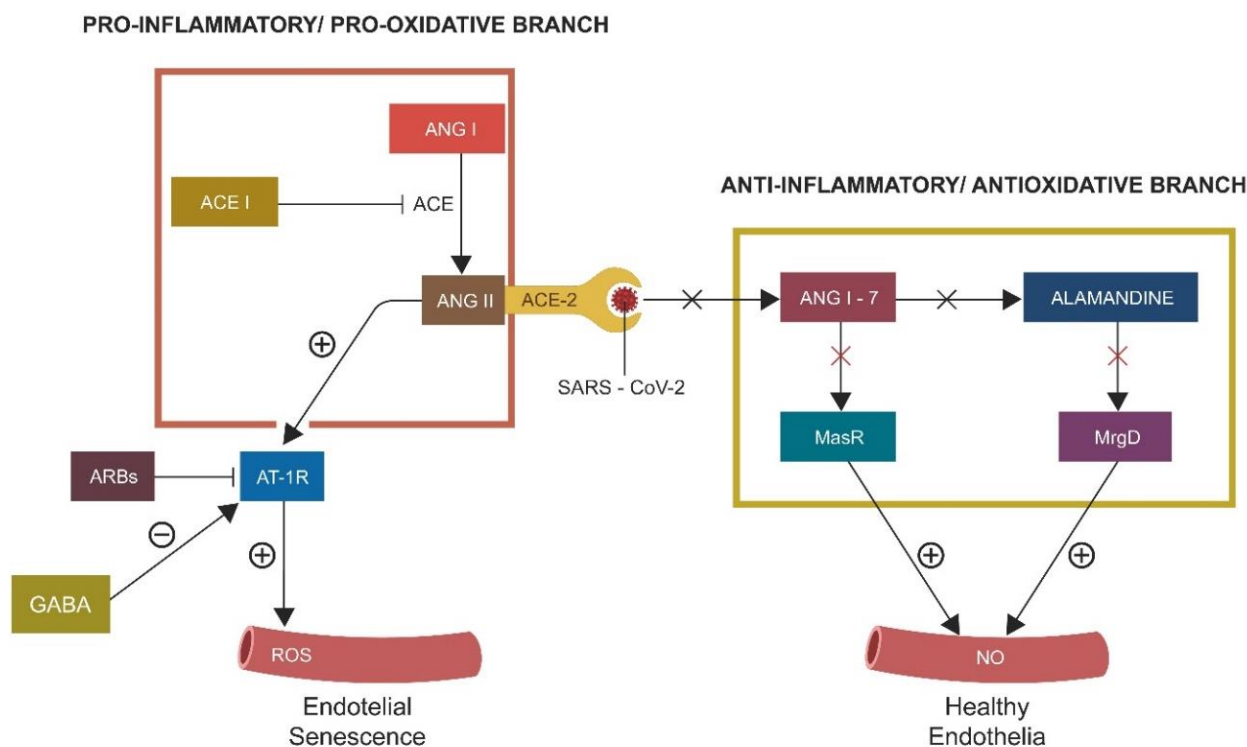 PRO-INFLAMMATORY/ PRO-OXIDATIVE BRANCH
ANG I
ACE I
ACE
ANTI-INFLAMMATORY/ ANTIOXIDATIVE BRANCH
ANG II
ACE-2
ANG I - 7
ALAMANDINE
SARS - CoV-2
MasR
MrgD
ARBs
AT-1R
GABA
ROS
NO
Endotelial
Senescence
Healthy
Endothelia